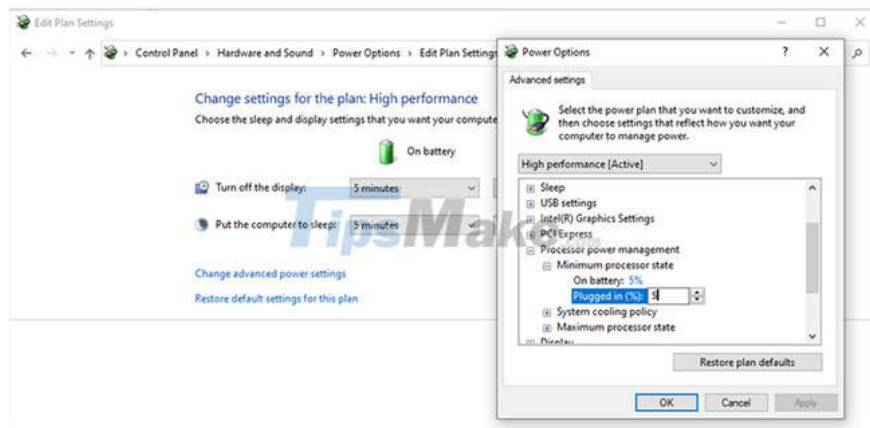 Edit Plan Settings
Control Panel > Hardware and Sound > Power Options > Edit Plan Settings
Change settings for the plan: High performance
Choose the sleep and display settings that you want your compute
On battery
Turn off the display: 5 minutes
Put the computer to sleep: 5 minutes
Change advanced power settings
Restore default settings for this plan
Power Options
Advanced settings
Select the power plan that you want to customize, and
then choose settings that reflect how you want your
computer to manage power.
High performance [Active]
Sleep
USB settings
Intel(R) Graphics Settings
PCI Express
Processor power management
Minimum processor state
On battery: 5%
Plugged in (%): 5
System cooling policy
Maximum processor state
Display
Restore plan defaults
OK Cancel Apply
TipsMake.com